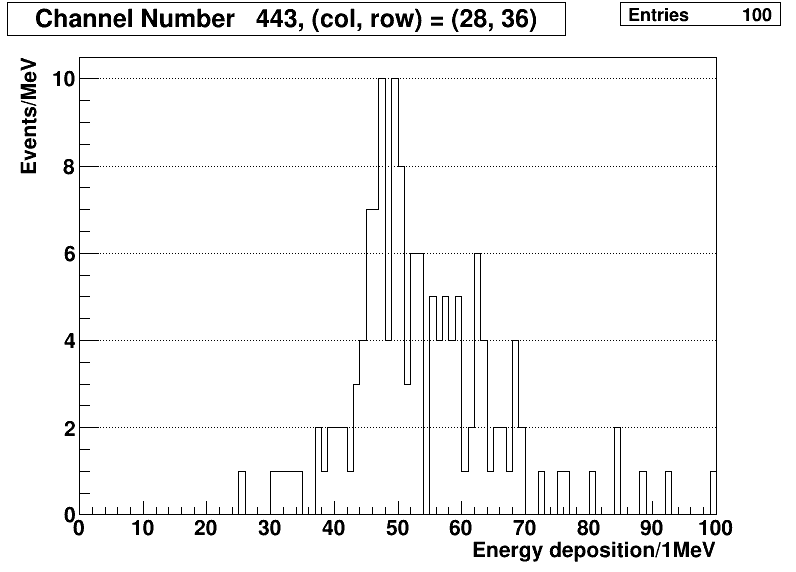 Channel Number 443, (col, row) = (28, 36)
Entries 100
Events/MeV
10
8
6
4
2
0
0 10 20 30 40 50 60 70 80 90 100
Energy deposition/1MeV